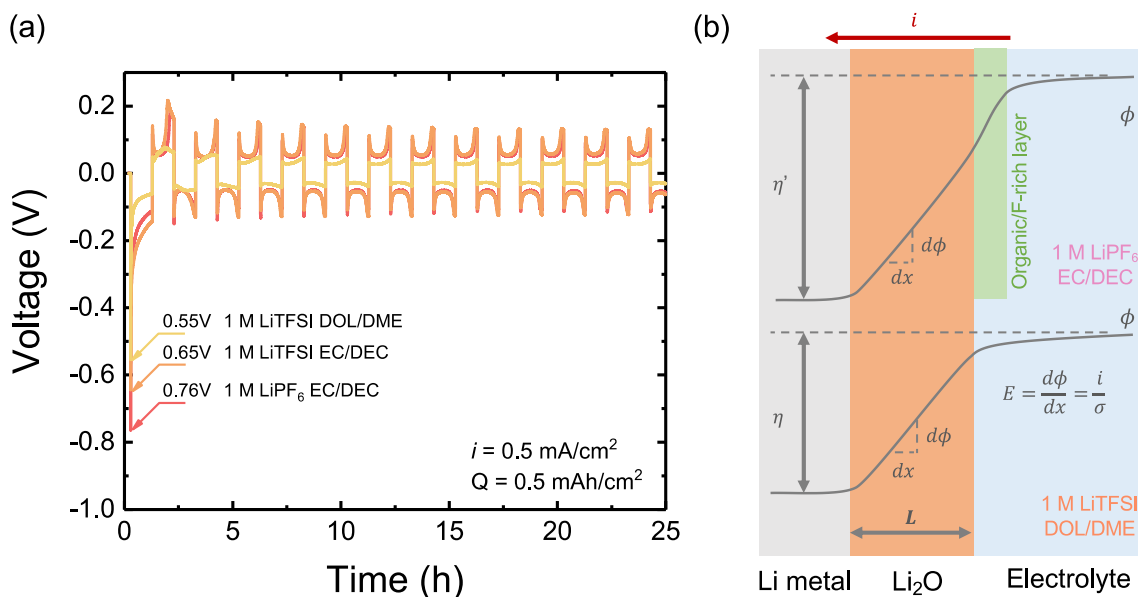 (a)
0.2
0.0
-0.2
-0.4
-0.6
-0.8
-1.0
Voltage (V)
0.55V 1 M LiTFSI DOL/DME
0.65V 1 M LiTFSI EC/DEC
0.76V 1 M LiPF₆ EC/DEC
i = 0.5 mA/cm²
Q = 0.5 mAh/cm²
0 5 10 15 20 25
Time (h)
(b)
i
ϕ
η'
Organic/F-rich layer
dϕ
dx
1 M LiPF₆
EC/DEC
ϕ
η
E = dϕ/dx = i/σ
dϕ
dx
L
1 M LiTFSI
DOL/DME
Li metal Li₂O Electrolyte